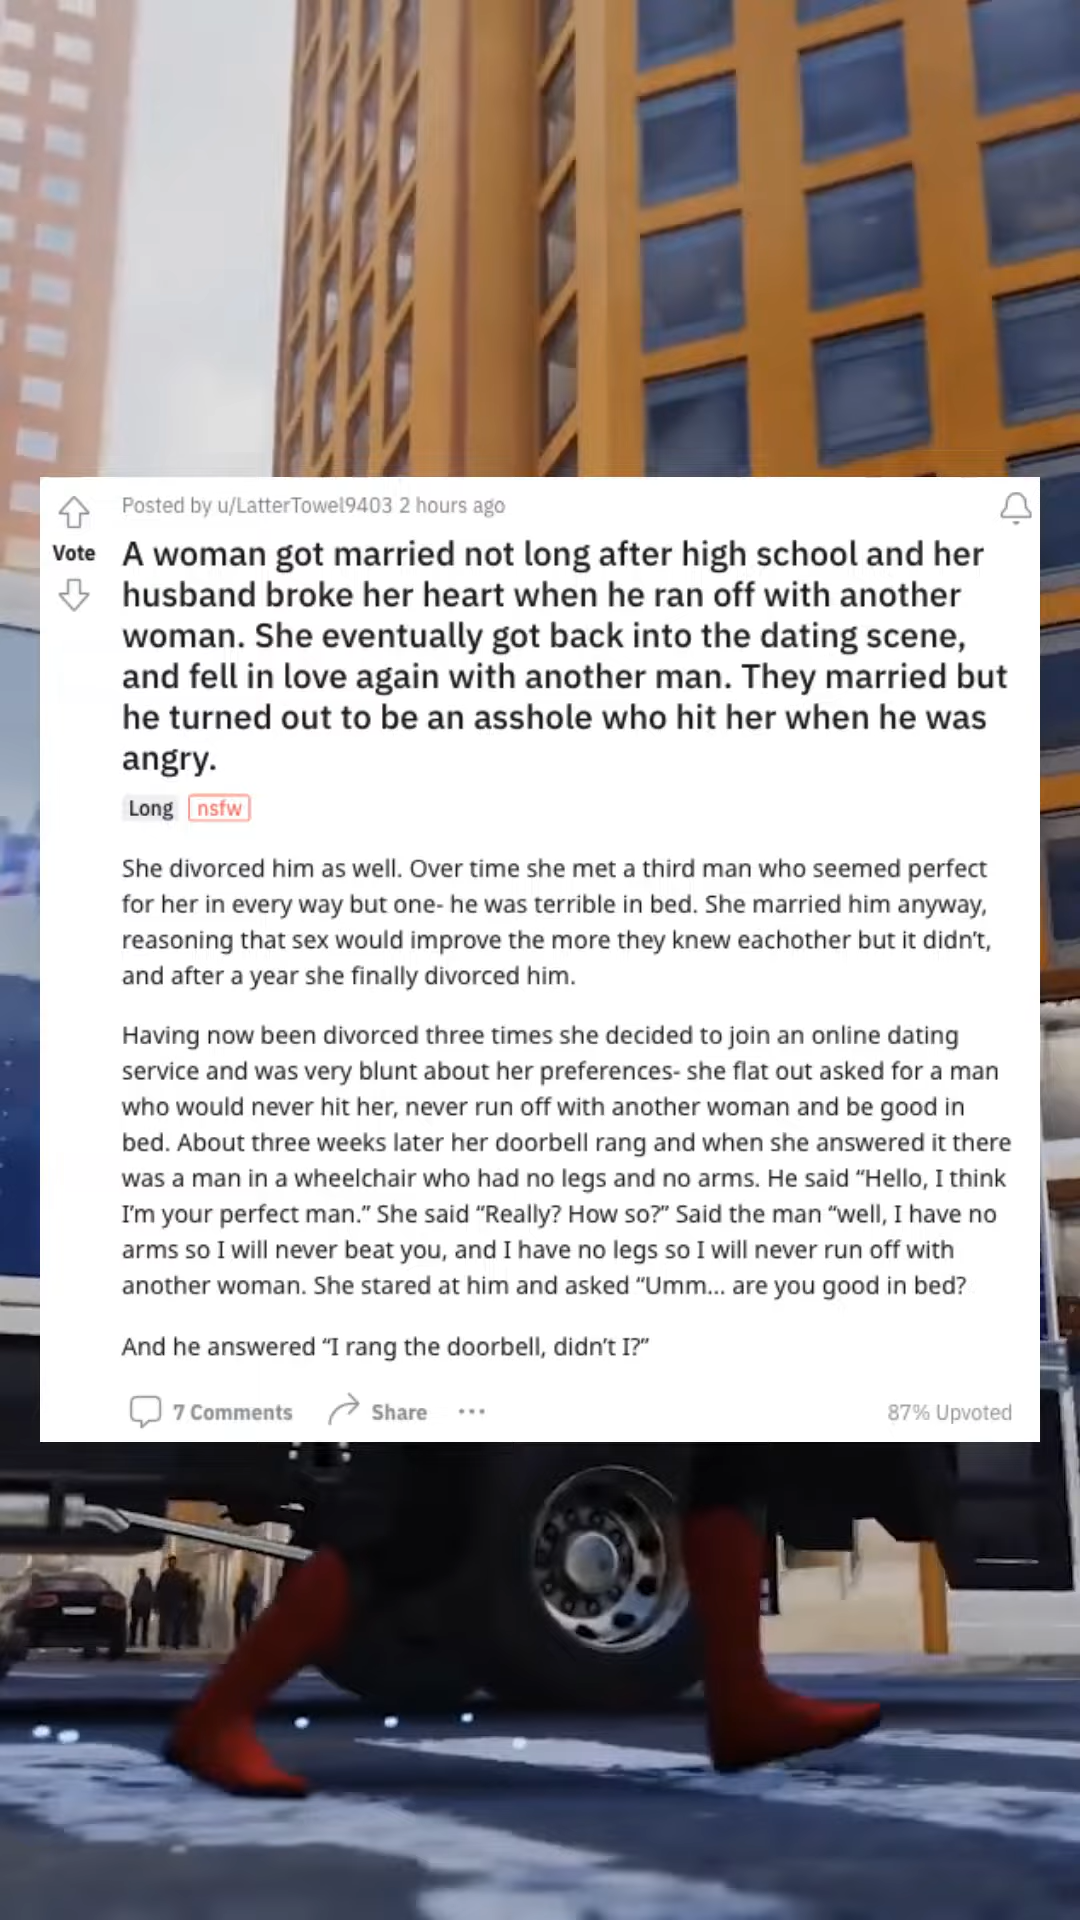 Posted by u/LatterTowel9403 2 hours ago
Vote
A woman got married not long after high school and her
husband broke her heart when he ran off with another
woman. She eventually got back into the dating scene,
and fell in love again with another man. They married but
he turned out to be an asshole who hit her when he was
angry.
Long nsfw
She divorced him as well. Over time she met a third man who seemed perfect
for her in every way but one- he was terrible in bed. She married him anyway,
reasoning that sex would improve the more they knew eachother but it didn’t,
and after a year she finally divorced him.
Having now been divorced three times she decided to join an online dating
service and was very blunt about her preferences- she flat out asked for a man
who would never hit her, never run off with another woman and be good in
bed. About three weeks later her doorbell rang and when she answered it there
was a man in a wheelchair who had no legs and no arms. He said “Hello, I think
I’m your perfect man.” She said “Really? How so?” Said the man “well, I have no
arms so I will never beat you, and I have no legs so I will never run off with
another woman. She stared at him and asked “Umm... are you good in bed?
And he answered “I rang the doorbell, didn’t I?”
7 Comments Share ... 87% Upvoted